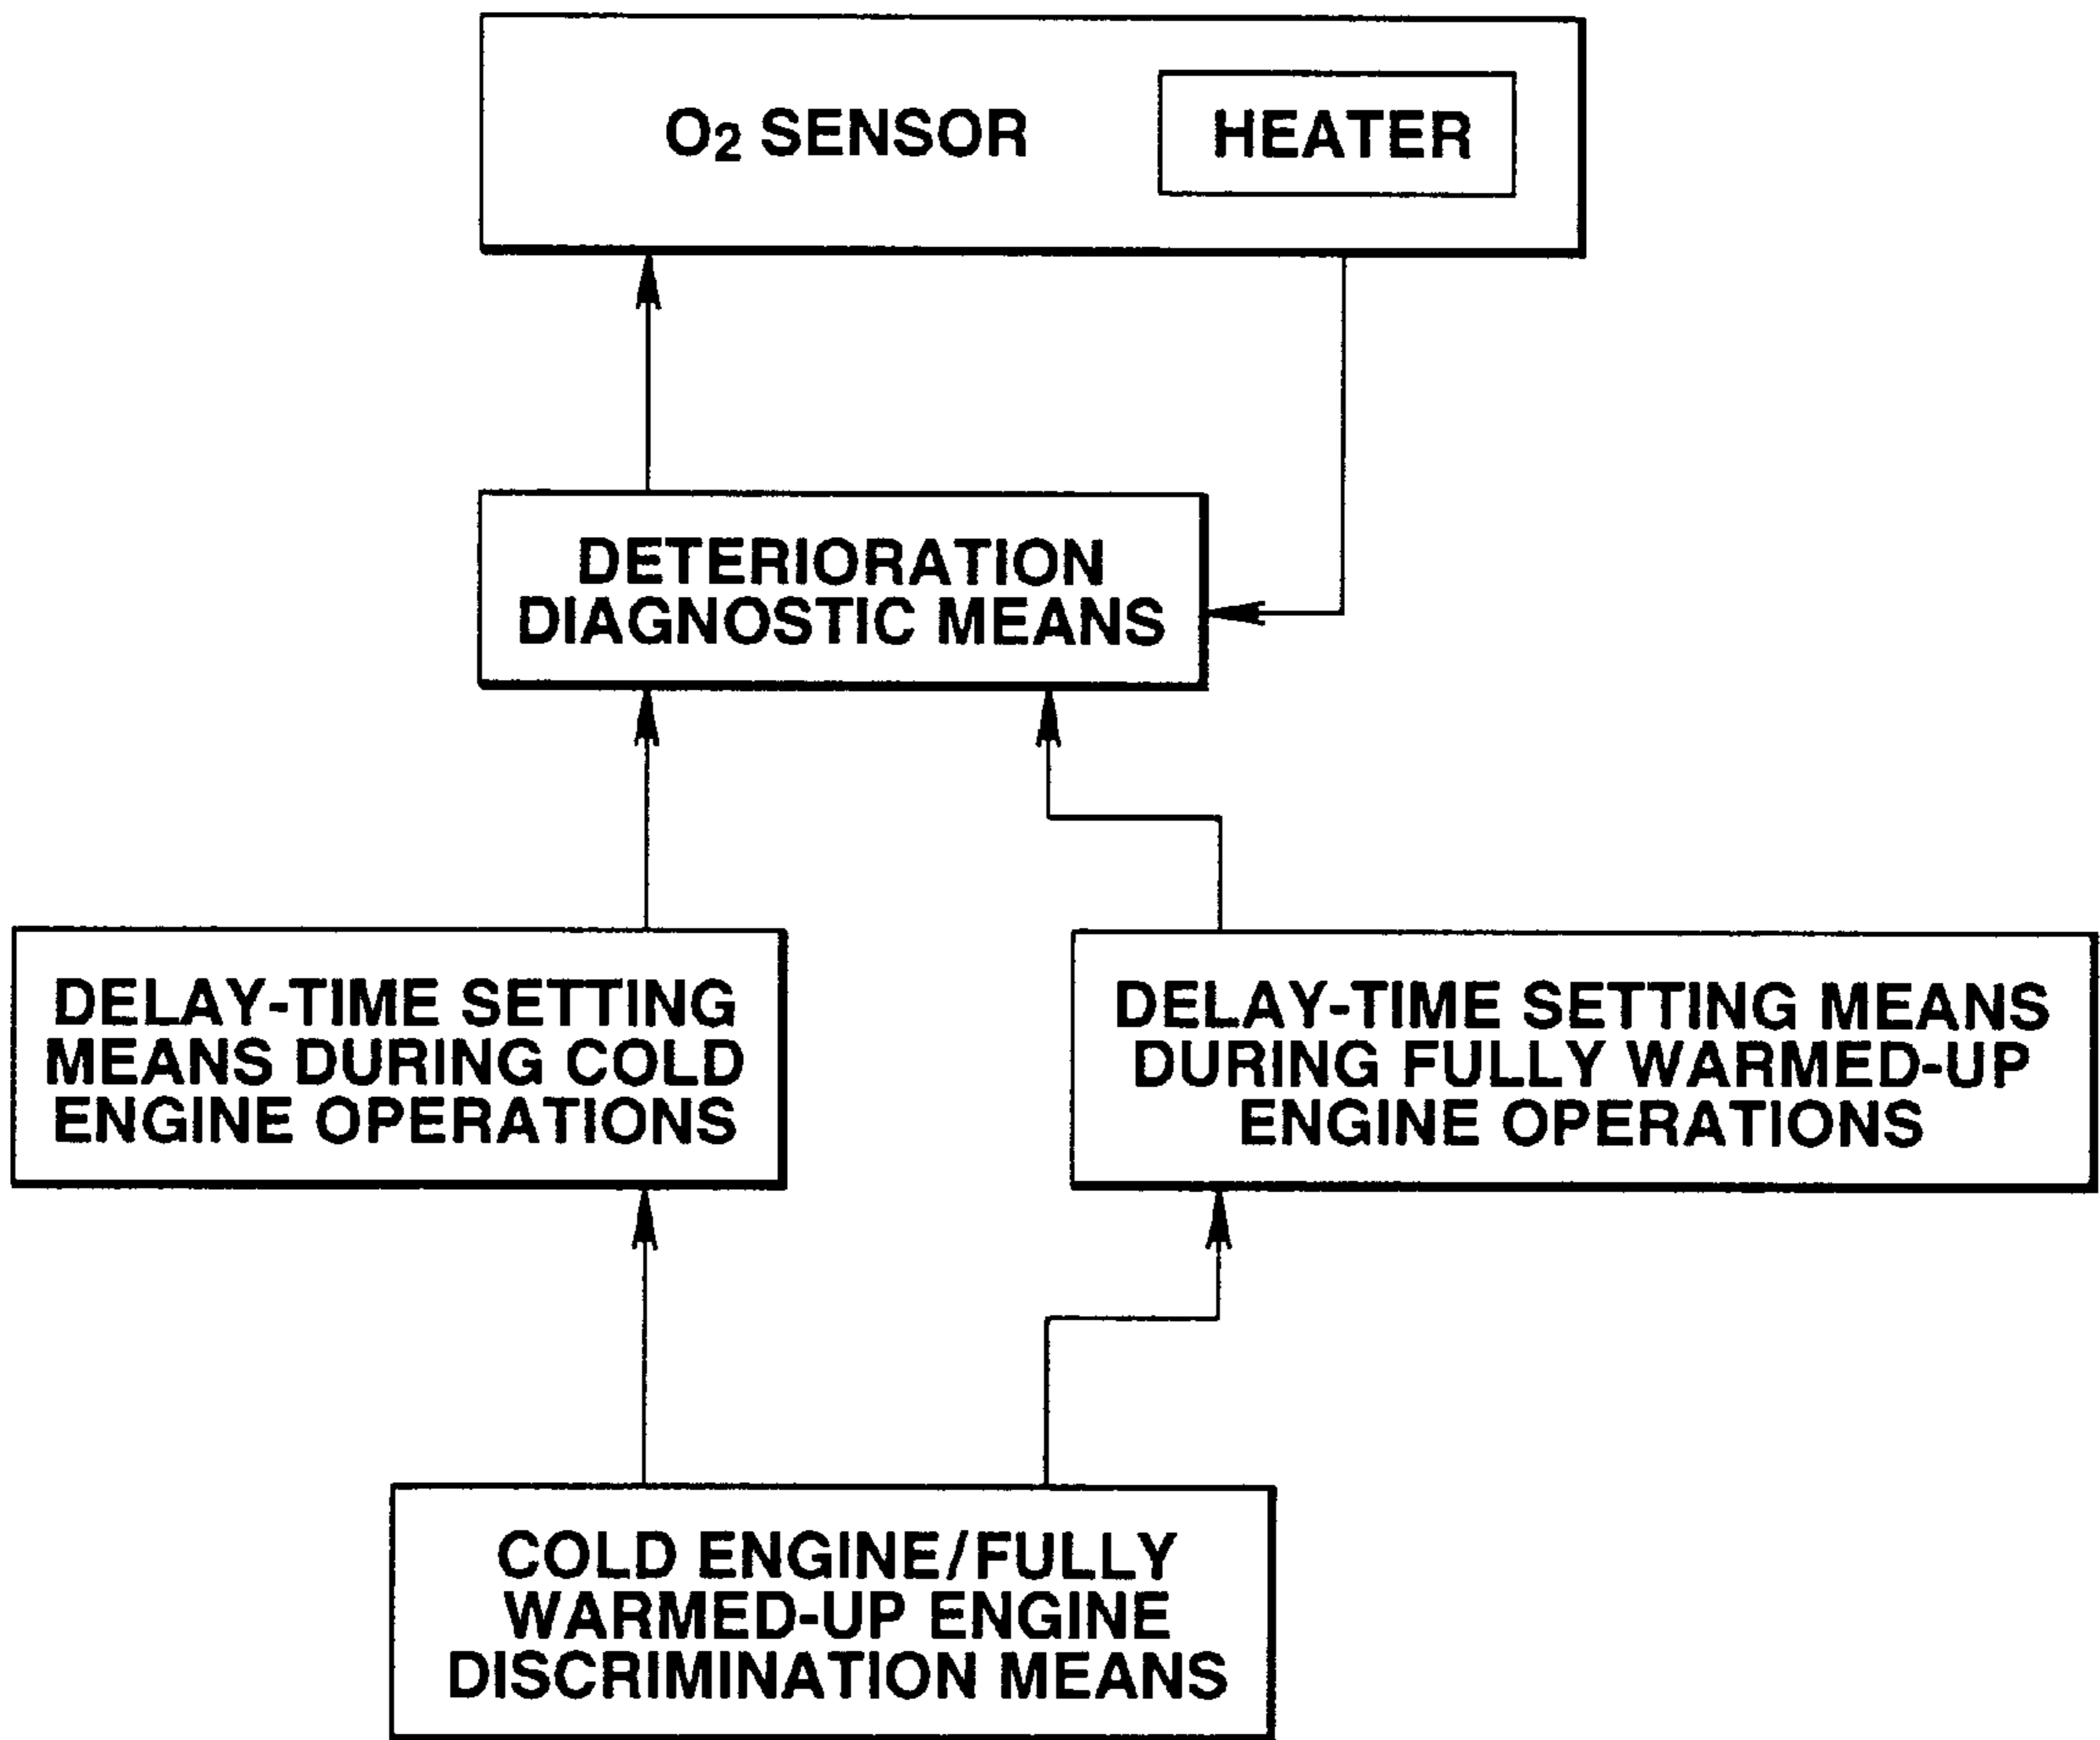 O2 SENSOR
HEATER
DETERIORATION
DIAGNOSTIC MEANS
DELAY-TIME SETTING
MEANS DURING COLD
ENGINE OPERATIONS
DELAY-TIME SETTING MEANS
DURING FULLY WARMED-UP
ENGINE OPERATIONS
COLD ENGINE/FULLY
WARMED-UP ENGINE
DISCRIMINATION MEANS